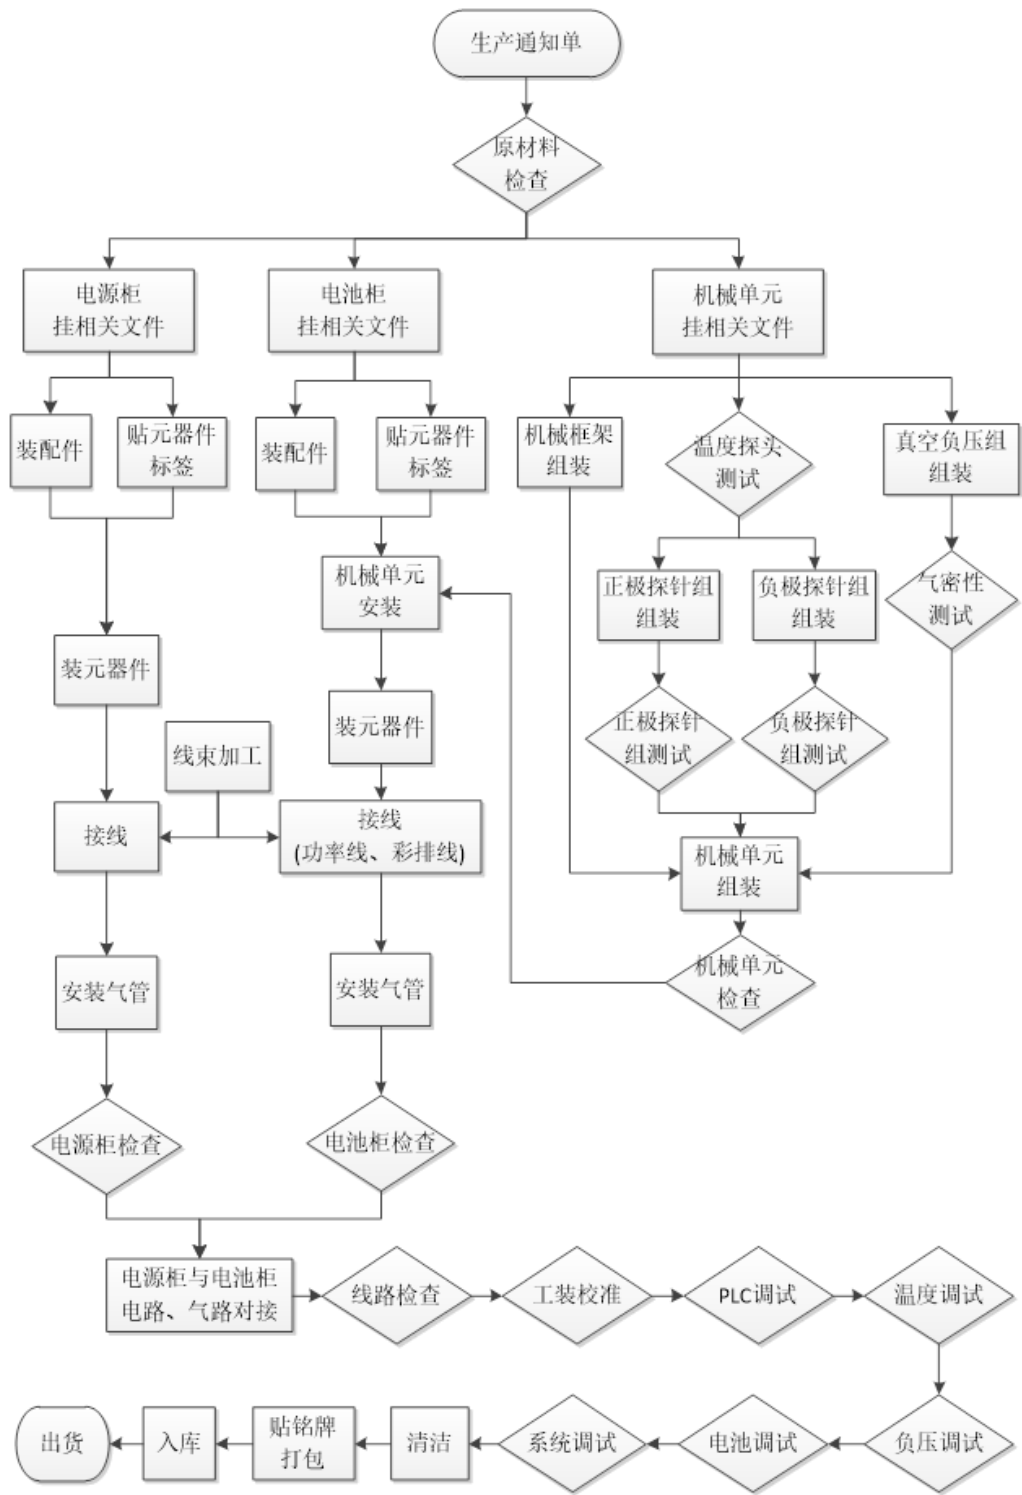 生产通知单
原材料
检查
电源柜
挂相关文件
电池柜
挂相关文件
机械单元
挂相关文件
装配件
贴元器件
标签
装配件
贴元器件
标签
机械框架
组装
温度探头
测试
真空负压组
组装
机械单元
安装
正极探针组
组装
负极探针组
组装
气密性
测试
装元器件
装元器件
线束加工
正极探针
组测试
负极探针
组测试
接线
接线
(功率线、彩排线)
机械单元
组装
安装气管
安装气管
机械单元
检查
电源柜检查
电池柜检查
电源柜与电池柜
电路、气路对接
线路检查
工装校准
PLC调试
温度调试
出货
入库
贴铭牌
打包
清洁
系统调试
电池调试
负压调试